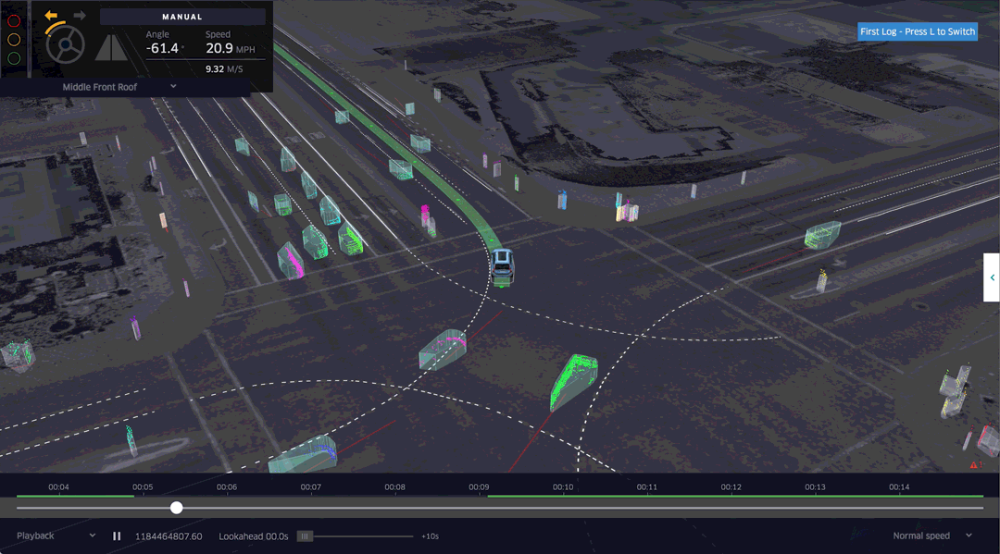 MANUAL
Angle Speed
-61.4 ° 20.9 MPH
9.32 M/S
Middle Front Roof
First Log - Press L to Switch
00:04 00:05 00:06 00:07 00:08 00:09 00:10 00:11 00:12 00:13 00:14
Playback 1184464807.60 Lookahead 00.0s +10s Normal speed